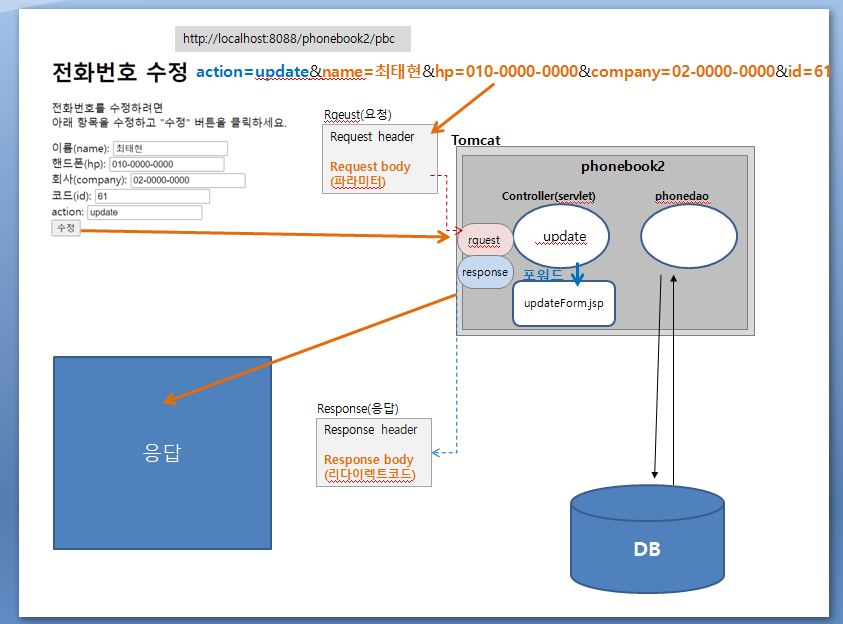 http://localhost:8088/phonebook2/pbc
전화번호 수정 action=update&name=최태현&hp=010-0000-0000&company=02-0000-0000&id=61
전화번호를 수정하려면
아래 항목을 수정하고 "수정" 버튼을 클릭하세요.
이름(name): 최태현
핸드폰(hp): 010-0000-0000
회사(company): 02-0000-0000
코드(id): 61
action: update
수정
Rqeust(요청)
Request header
Request body
(파라미터)
Tomcat
phonebook2
Controller(servlet)
phonedao
rquest
update
response
포워드
updateForm.jsp
응답
Response(응답)
Response header
Response body
(리다이렉트코드)
DB